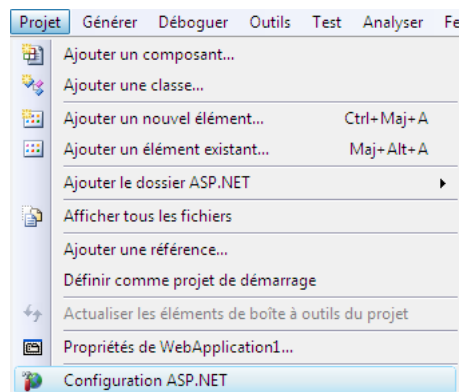 Projet Générer Déboguer Outils Test Analyser Fe
Ajouter un composant...
Ajouter une classe...
Ajouter un nouvel élément... Ctrl+Maj+A
Ajouter un élément existant... Maj+Alt+A
Ajouter le dossier ASP.NET
Afficher tous les fichiers
Ajouter une référence...
Définir comme projet de démarrage
Actualiser les éléments de boîte à outils du projet
Propriétés de WebApplication1...
Configuration ASP.NET